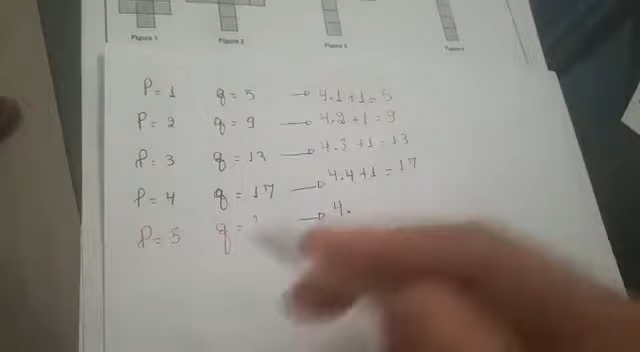 Figure 1 Figura 2 Figura 3 Figura 4
P = 1 q = 5 → 4.1+1 = 5
P = 2 q = 9 → 4.2+1 = 9
P = 3 q = 13 → 4.3+1 = 13
P = 4 q = 17 → 4.4+1 = 17
P = 5 q = → 4.